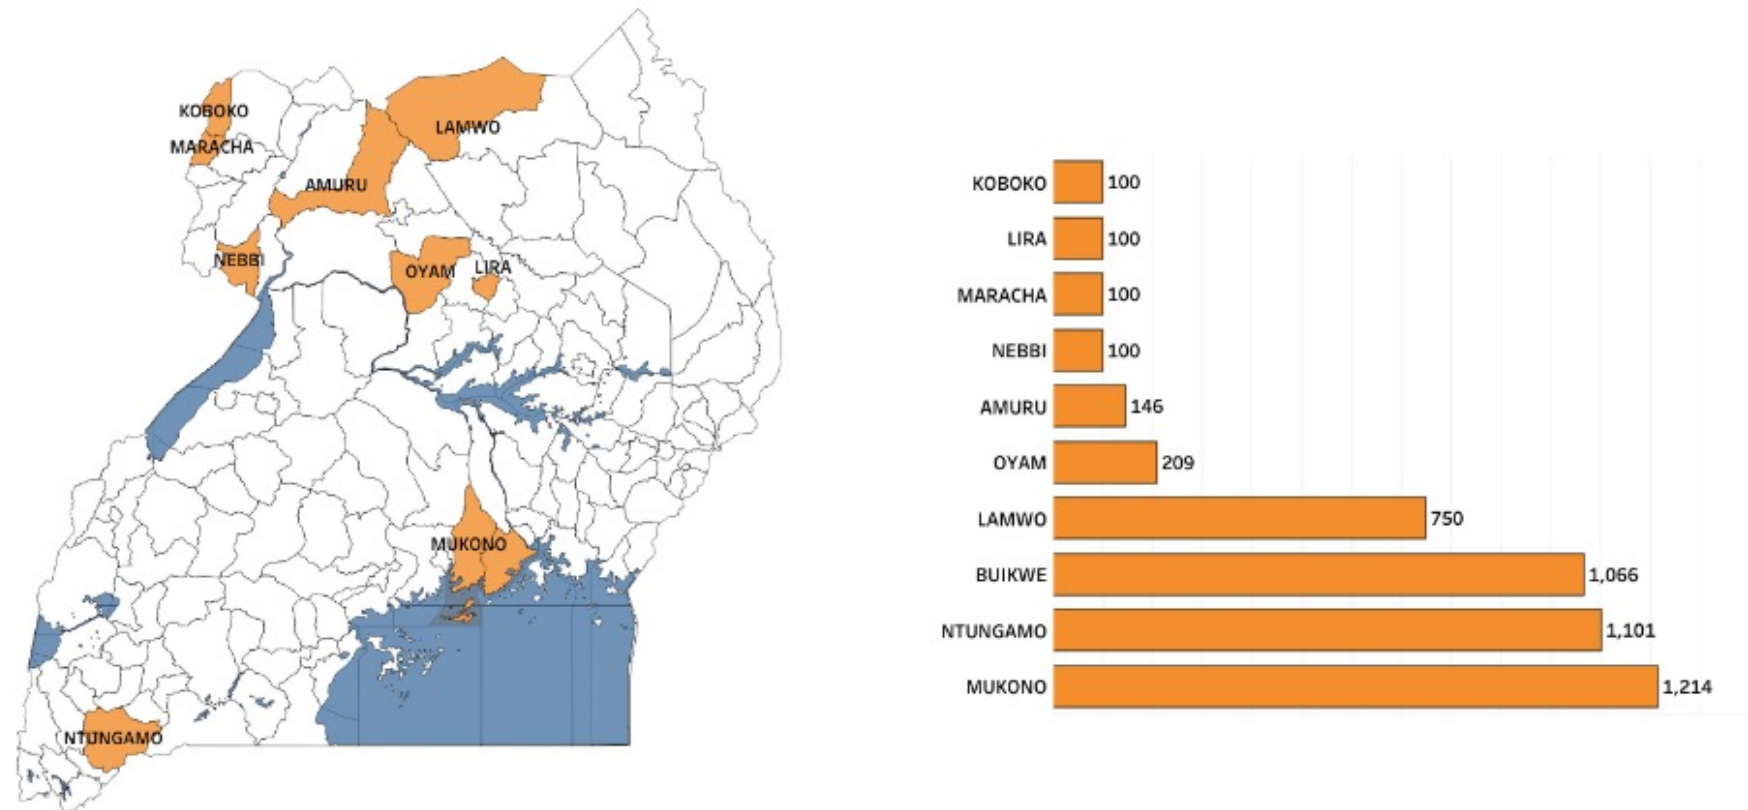 KOBOKO
MARACHA
LAMWO
AMURU
NEBBI
OYAM
LIRA
MUKONO
NTUNGAMO
KOBOKO 100
LIRA 100
MARACHA 100
NEBBI 100
AMURU 146
OYAM 209
LAMWO 750
BUIKWE 1,066
NTUNGAMO 1,101
MUKONO 1,214